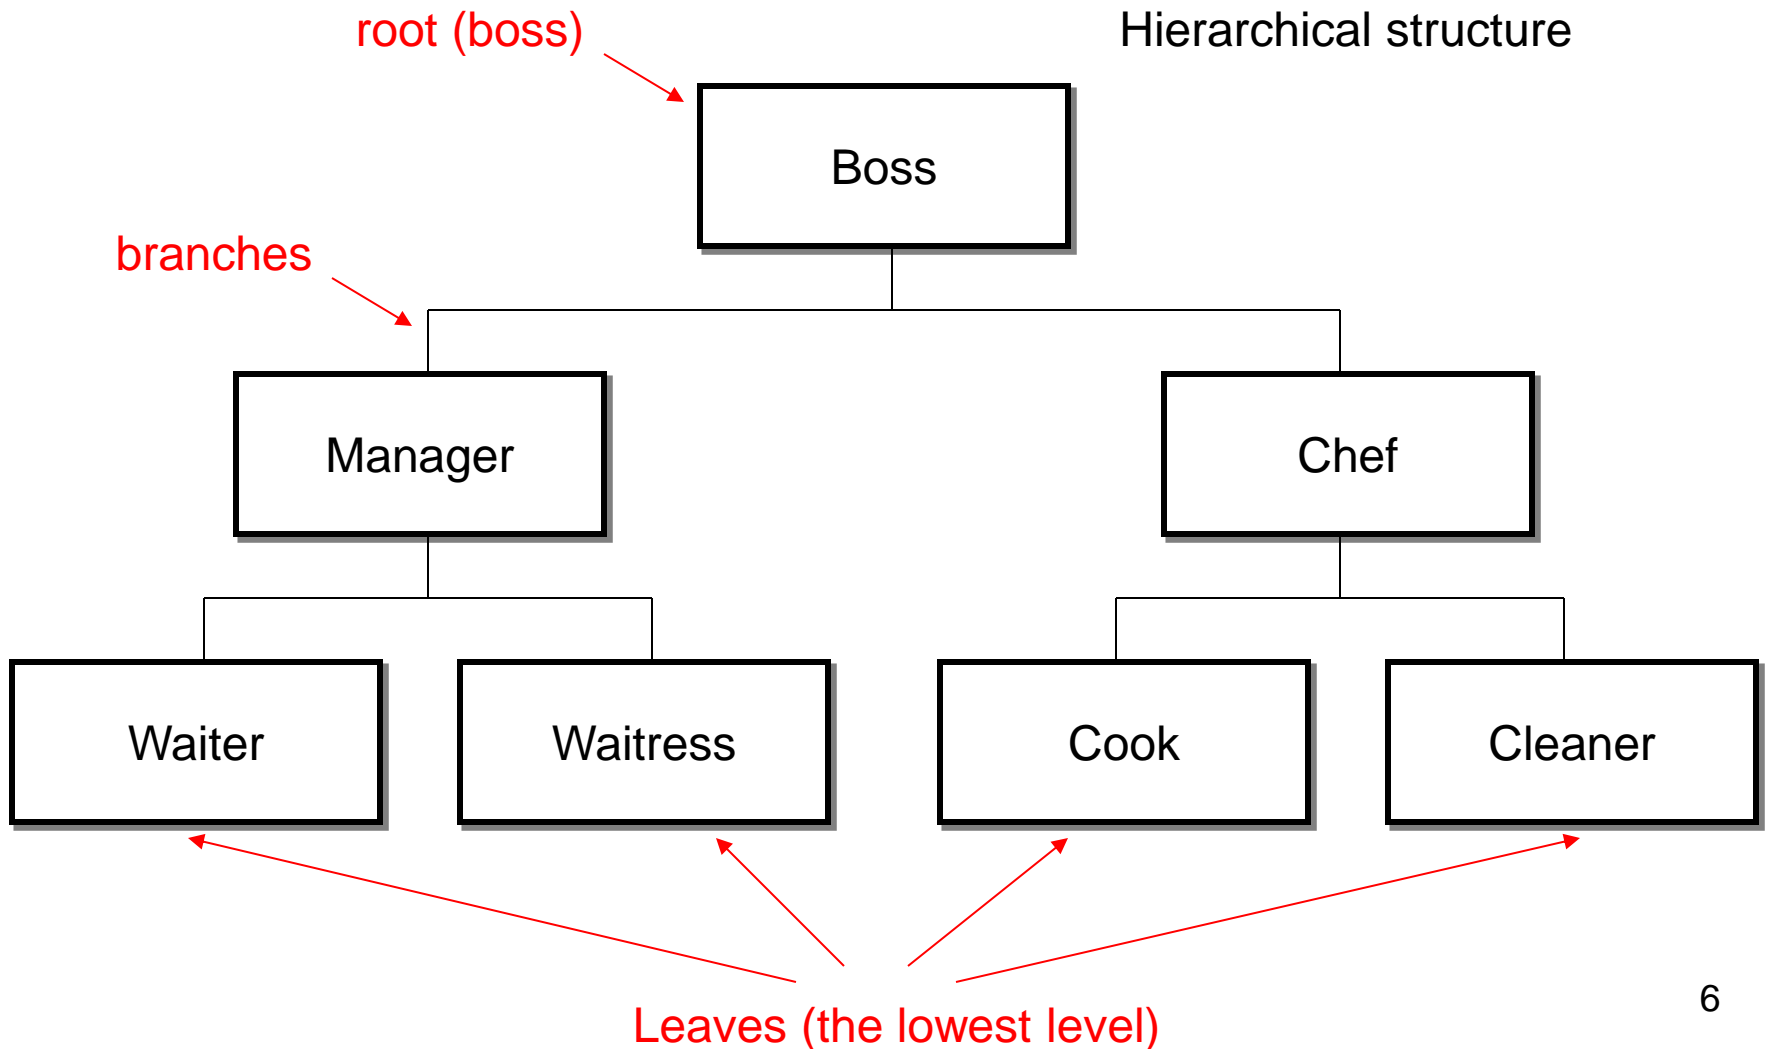 root (boss)
Hierarchical structure
Boss
branches
Manager
Chef
Waiter
Waitress
Cook
Cleaner
Leaves (the lowest level)
6